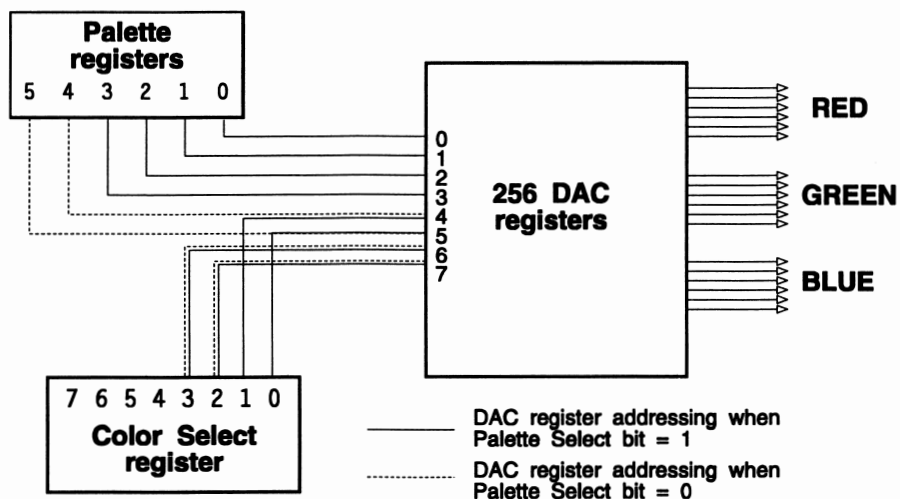 Palette
registers
5 4 3 2 1 0
0
1
2
3
4
5
6
7
256 DAC
registers
RED
GREEN
BLUE
7 6 5 4 3 2 1 0
Color Select
register
DAC register addressing when
Palette Select bit = 1
DAC register addressing when
Palette Select bit = 0